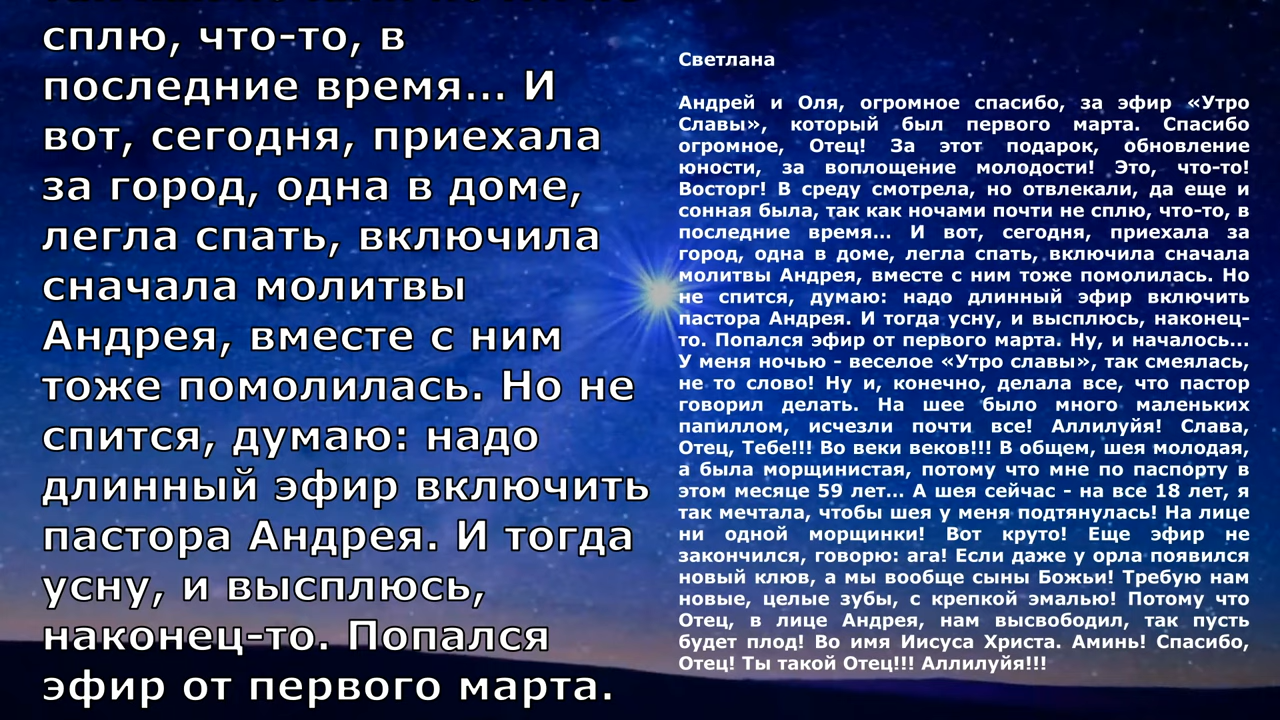 сплю, что-то, в
последние время... И
вот, сегодня, приехала
за город, одна в доме,
легла спать, включила
сначала молитвы
Андрея, вместе с ним
тоже помолилась. Но не
спится, думаю: надо
длинный эфир включить
пастора Андрея. И тогда
усну, и высплюсь,
наконец-то. Попался
эфир от первого марта.
Светлана
Андрей и Оля, огромное спасибо, за эфир «Утро
Славы», который был первого марта. Спасибо
огромное, Отец! За этот подарок, обновление
юности, за воплощение молодости! Это, что-то!
Восторг! В среду смотрела, но отвлекали, да еще и
сонная была, так как ночами почти не сплю, что-то, в
последние время... И вот, сегодня, приехала за
город, одна в доме, легла спать, включила сначала
молитвы Андрея, вместе с ним тоже помолилась. Но
не спится, думаю: надо длинный эфир включить
пастора Андрея. И тогда усну, и высплюсь, наконец-
то. Попался эфир от первого марта. Ну, и началось...
У меня ночью - веселое «Утро славы», так смеялась,
не то слово! Ну и, конечно, делала все, что пастор
говорил делать. На шее было много маленьких
папиллом, исчезли почти все! Аллилуйя! Слава,
Отец, Тебе!!! Во веки веков!!! В общем, шея молодая,
а была морщинистая, потому что мне по паспорту в
этом месяце 59 лет... А шея сейчас - на все 18 лет, я
так мечтала, чтобы шея у меня подтянулась! На лице
ни одной морщинки! Вот круто! Еще эфир не
закончился, говорю: ага! Если даже у орла появился
новый клюв, а мы вообще сыны Божьи! Требую нам
новые, целые зубы, с крепкой эмалью! Потому что
Отец, в лице Андрея, нам высвободил, так пусть
будет плод! Во имя Иисуса Христа. Аминь! Спасибо,
Отец! Ты такой Отец!!! Аллилуйя!!!